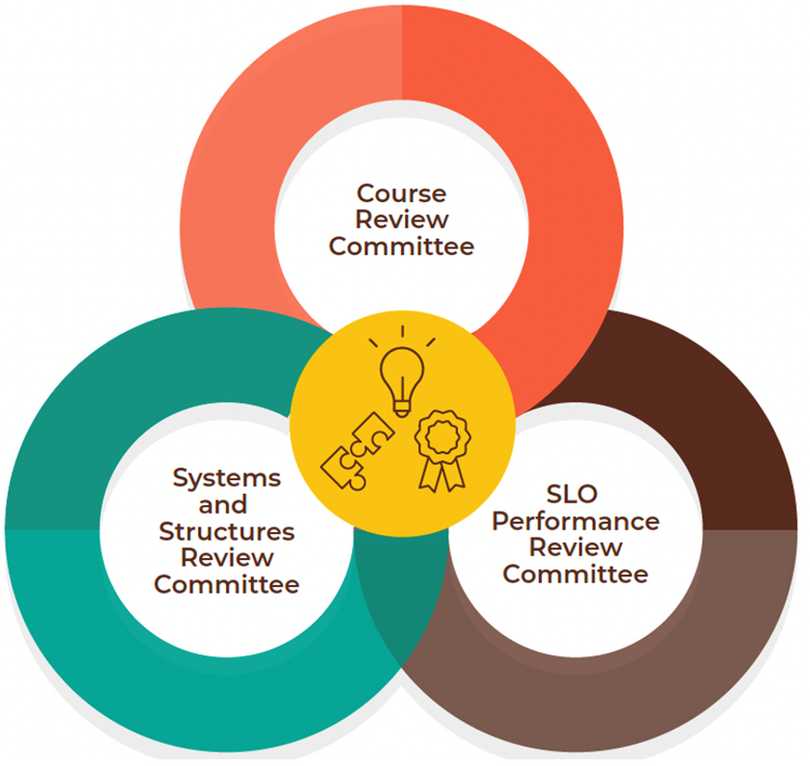 Course
Review
Committee
Systems
and
Structures
Review
Committee
SLO
Performance
Review
Committee